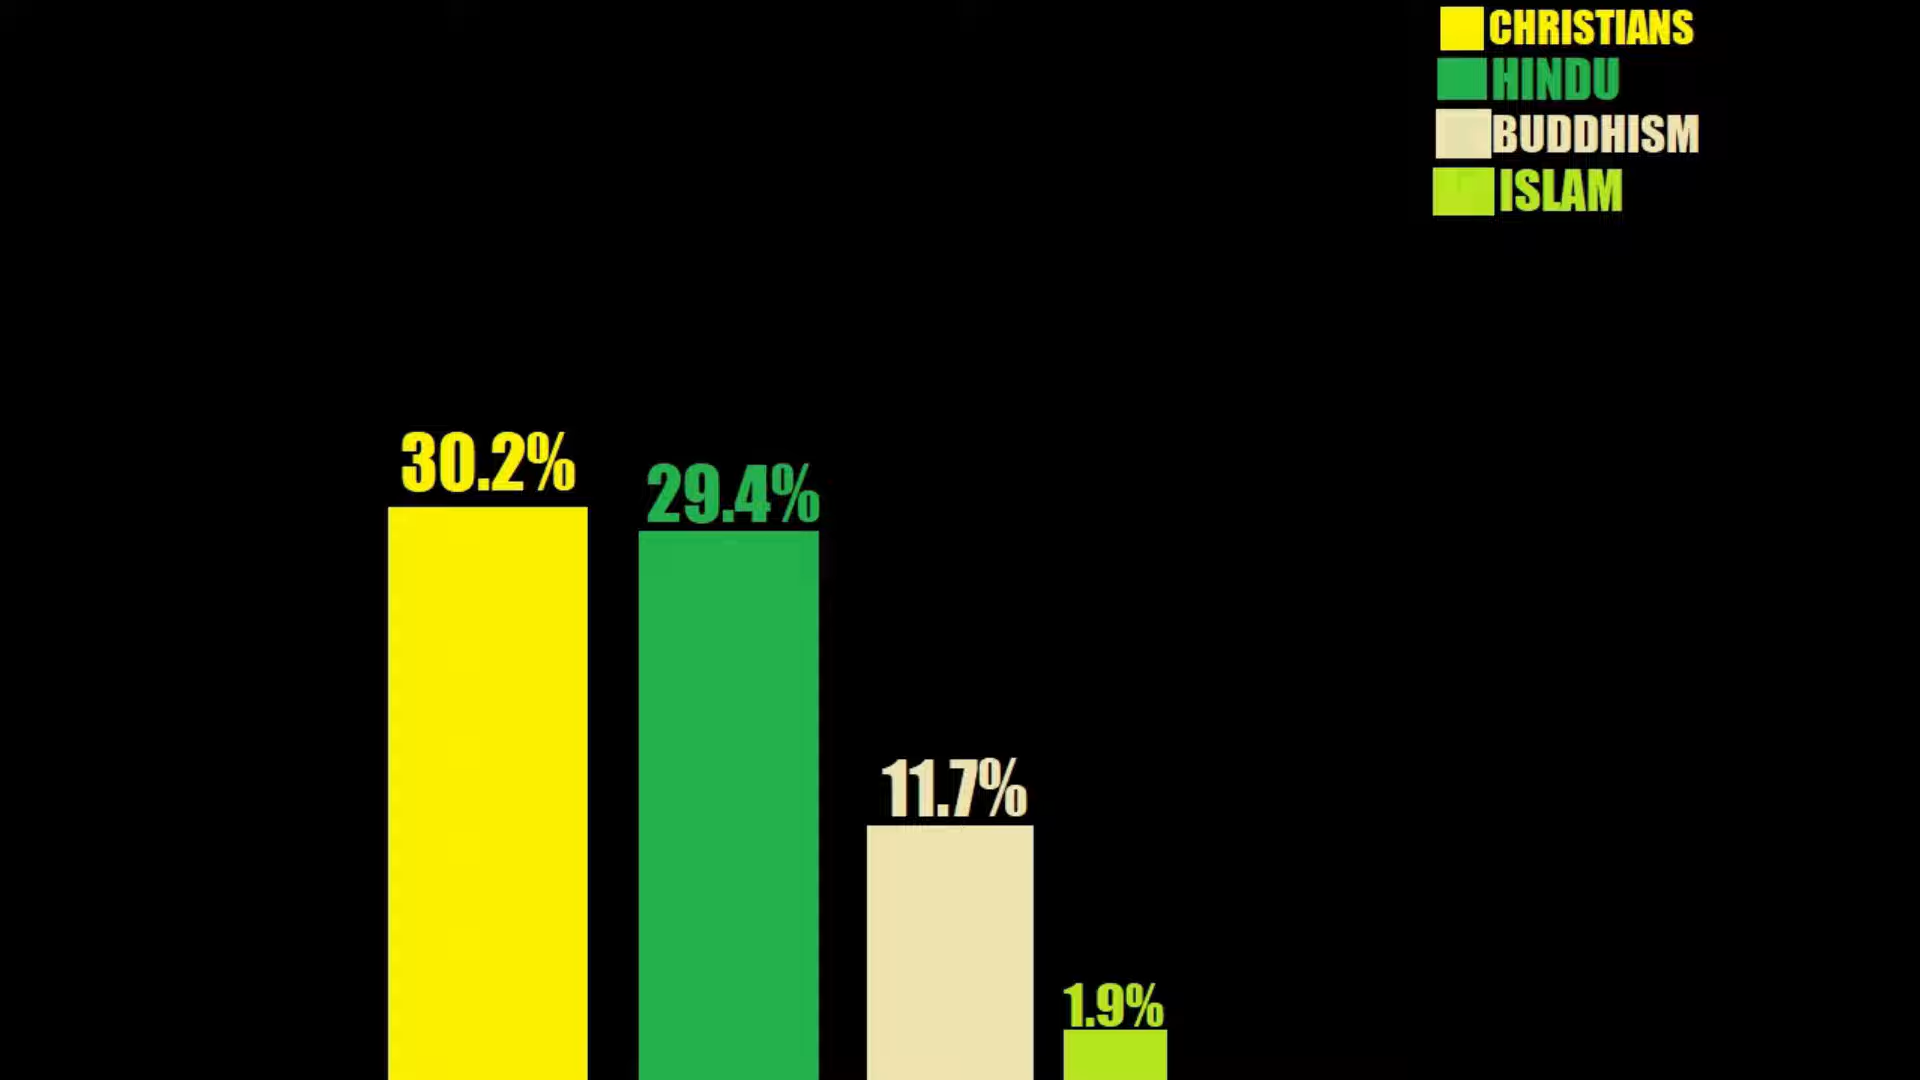 CHRISTIANS
HINDU
BUDDHISM
ISLAM
30.2%
29.4%
11.7%
1.9%